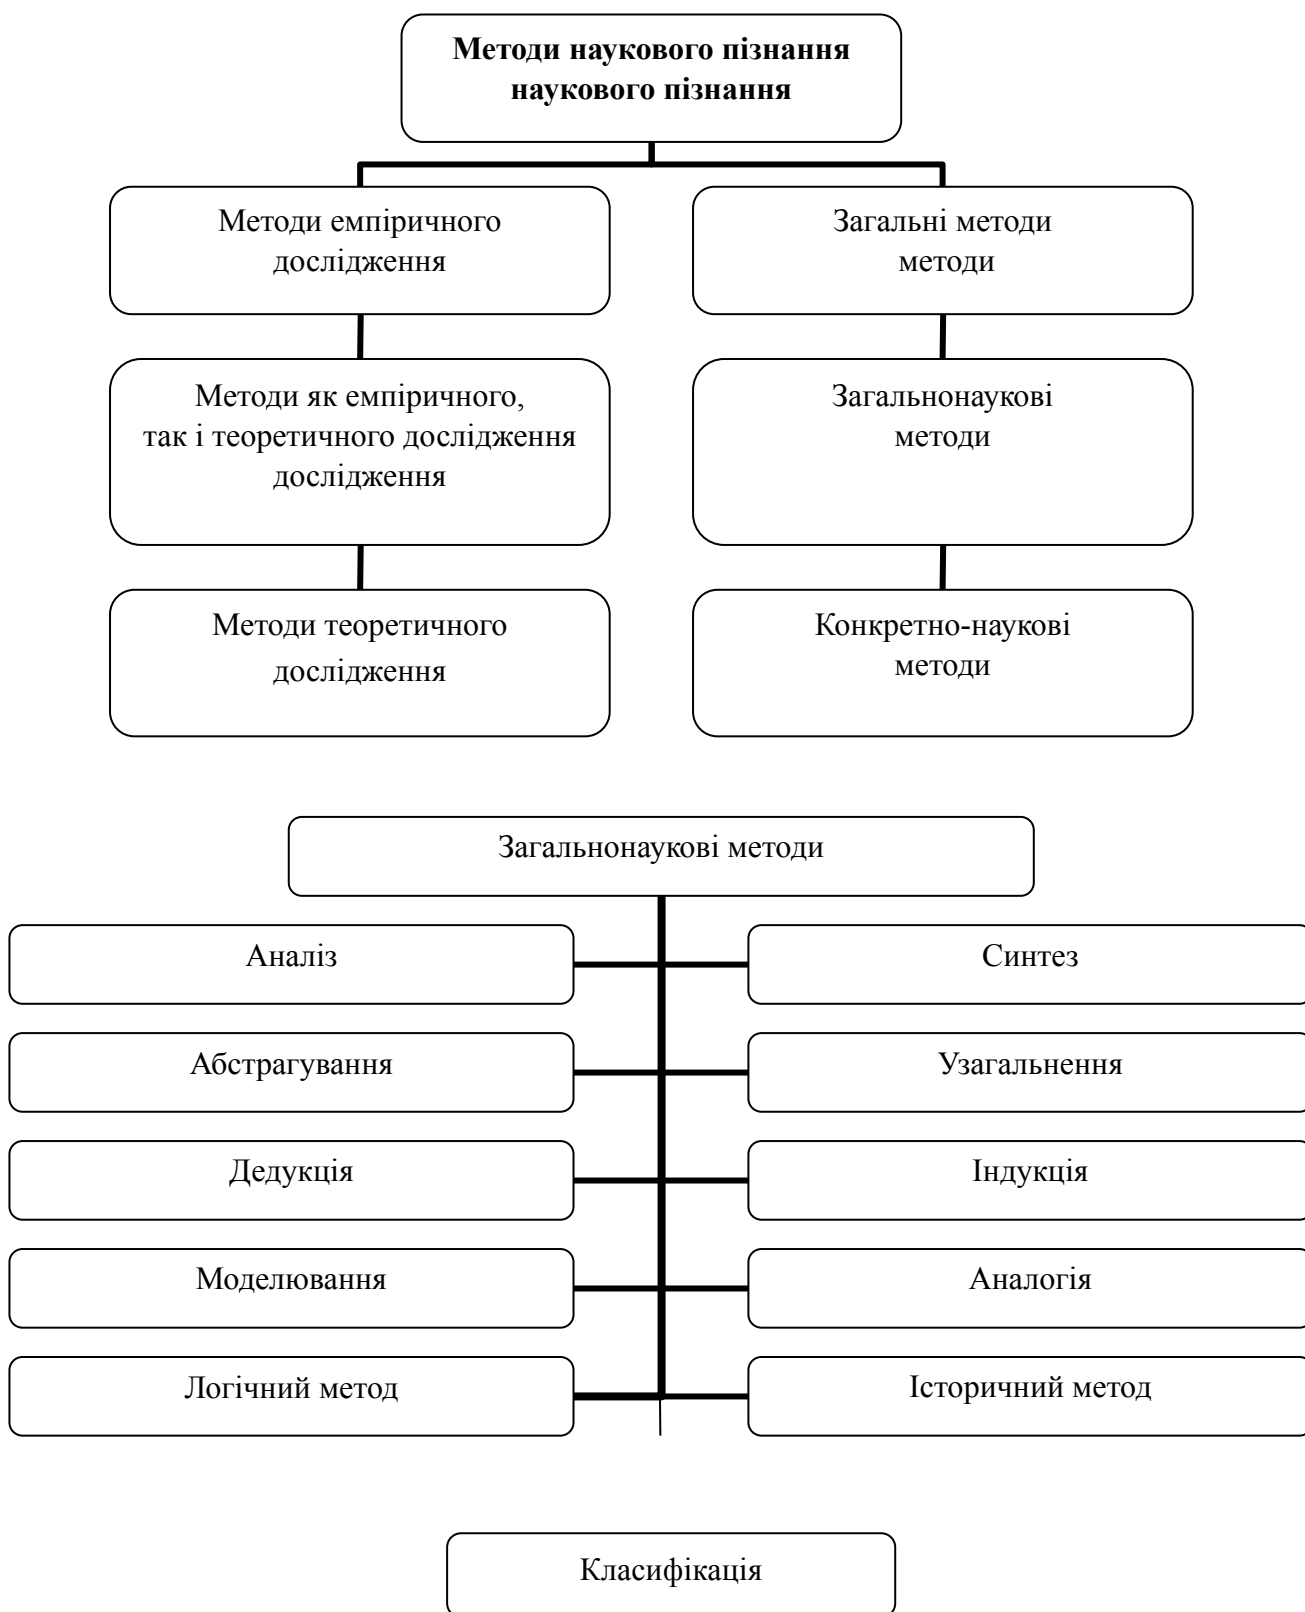 Методи наукового пізнання
наукового пізнання
Методи емпіричного
дослідження
Загальні методи
методи
Методи як емпіричного,
так і теоретичного дослідження
дослідження
Загальнонаукові
методи
Методи теоретичного
дослідження
Конкретно-наукові
методи
Загальнонаукові методи
Аналіз
Синтез
Абстрагування
Узагальнення
Дедукція
Індукція
Моделювання
Аналогія
Логічний метод
Історичний метод
Класифікація